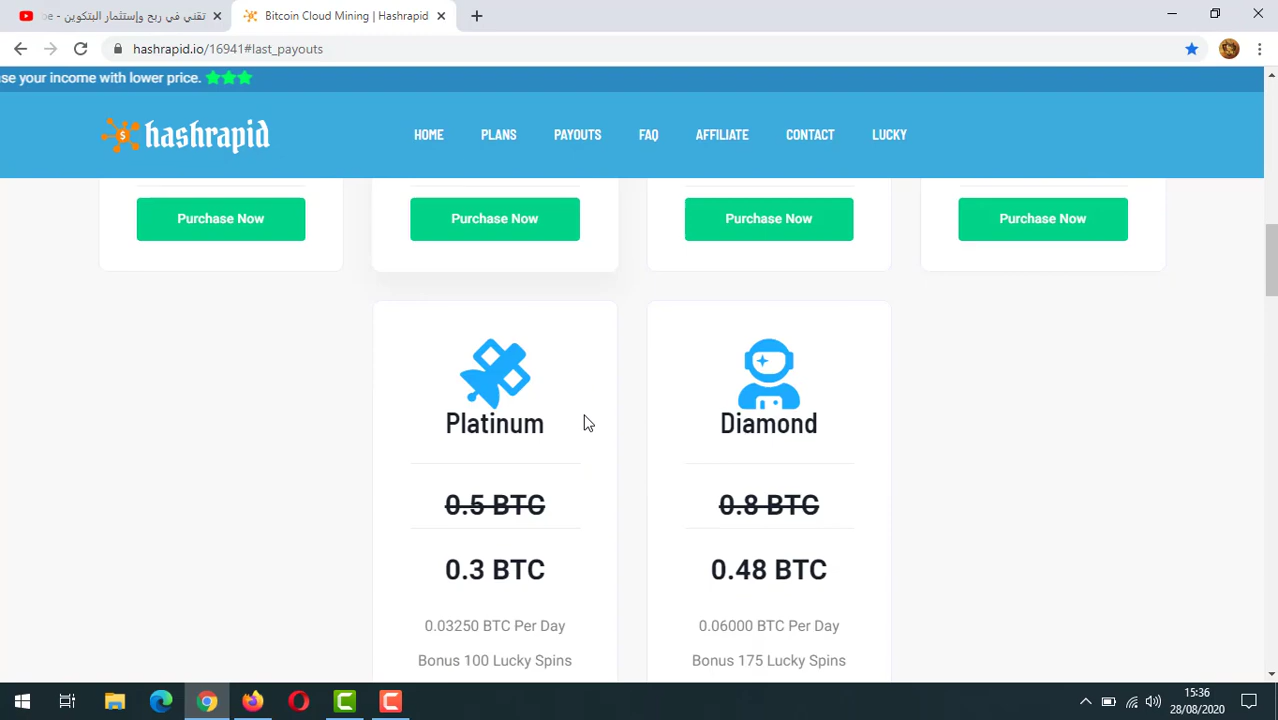 تقني في ربح وإستثمار البتكوين - be
Bitcoin Cloud Mining | Hashrapid
hashrapid.io/16941#last_payouts
se your income with lower price.
hashrapid
HOME
PLANS
PAYOUTS
FAQ
AFFILIATE
CONTACT
LUCKY
Purchase Now
Purchase Now
Purchase Now
Purchase Now
Platinum
Diamond
0.5 BTC
0.8 BTC
0.3 BTC
0.48 BTC
0.03250 BTC Per Day
0.06000 BTC Per Day
Bonus 100 Lucky Spins
Bonus 175 Lucky Spins
15:36
28/08/2020